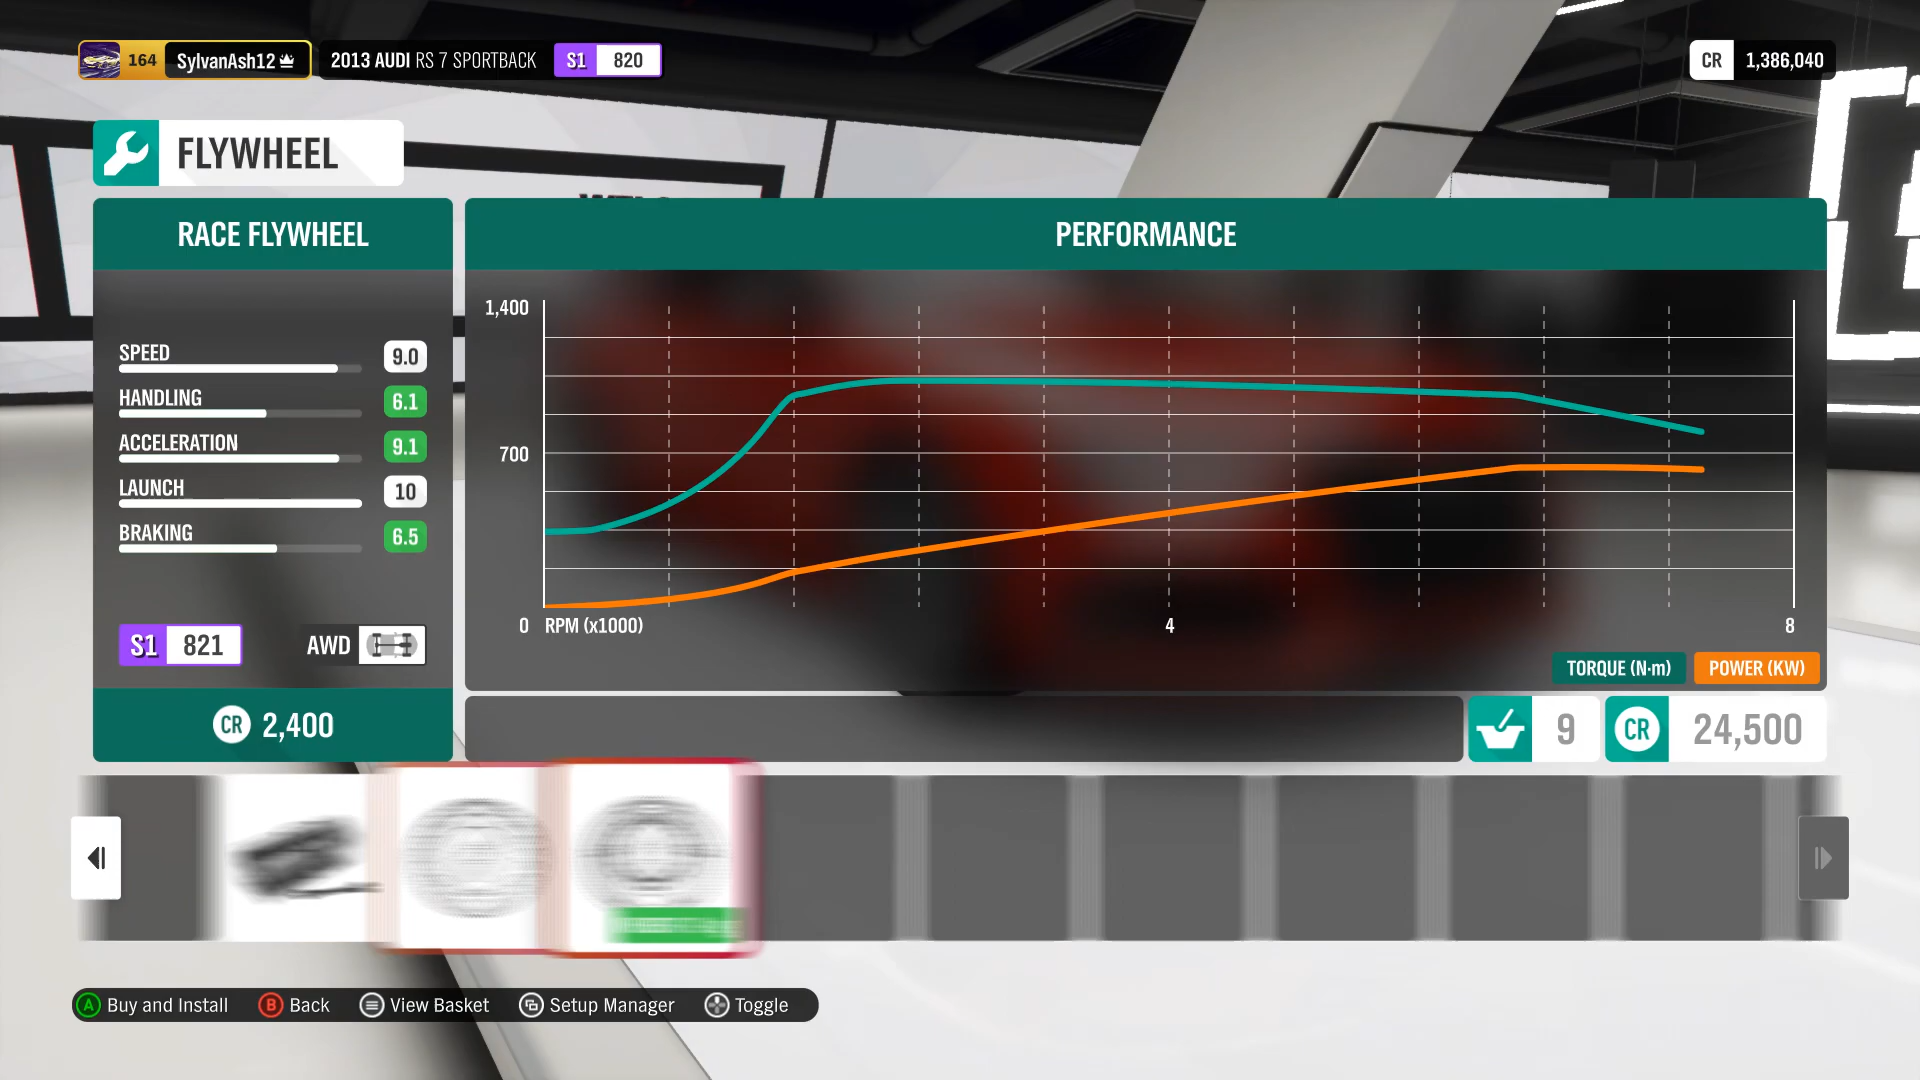 164 SylvanAsh12 2013 AUDI RS 7 SPORTBACK S1 820
CR 1,386,040
FLYWHEEL
RACE FLYWHEEL
SPEED 9.0
HANDLING 6.1
ACCELERATION 9.1
LAUNCH 10
BRAKING 6.5
S1 821 AWD
CR 2,400
PERFORMANCE
1,400
700
0 RPM (x1000) 4 8
TORQUE (N·m) POWER (KW)
9 CR 24,500
A Buy and Install B Back View Basket Setup Manager Toggle